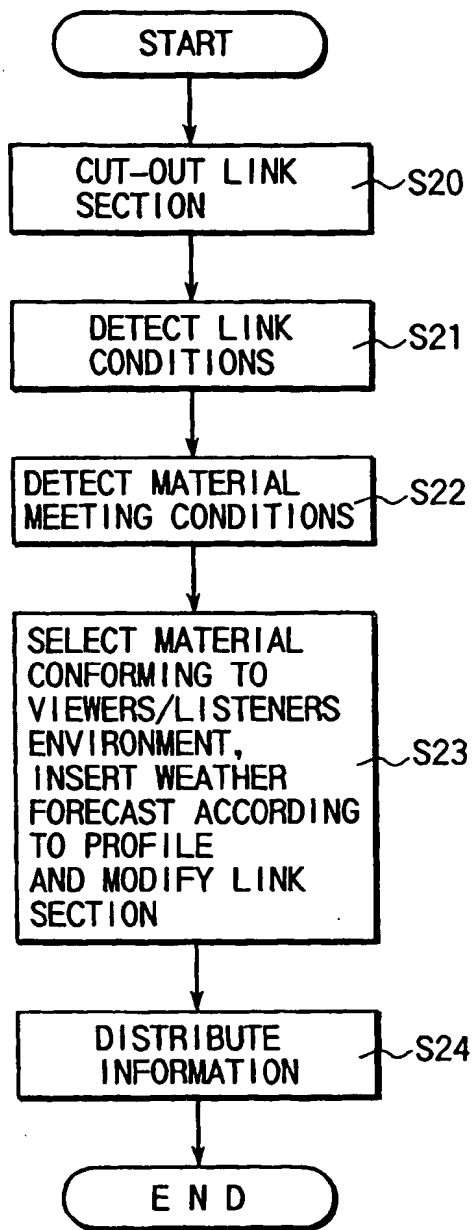 START
CUT-OUT LINK
SECTION
S20
DETECT LINK
CONDITIONS
S21
DETECT MATERIAL
MEETING CONDITIONS
S22
SELECT MATERIAL
CONFORMING TO
VIEWERS/LISTENERS
ENVIRONMENT,
INSERT WEATHER
FORECAST ACCORDING
TO PROFILE
AND MODIFY LINK
SECTION
S23
DISTRIBUTE
INFORMATION
S24
END